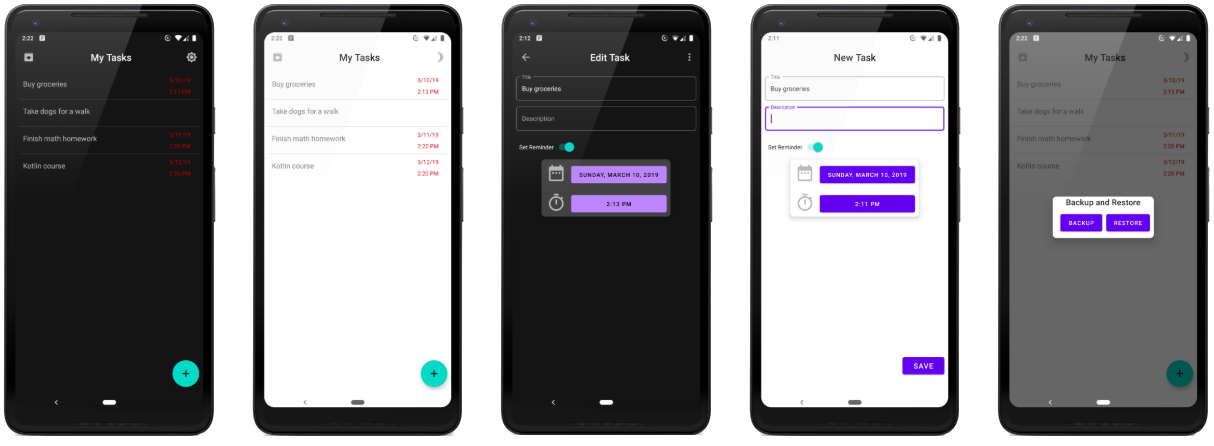 2:22
My Tasks
Buy groceries
3/10/19
2:13 PM
Take dogs for a walk
Finish math homework
3/11/19
2:20 PM
Kotlin course
3/12/19
2:20 PM
+
2:22
My Tasks
Buy groceries
3/10/19
2:13 PM
Take dogs for a walk
Finish math homework
3/11/19
2:20 PM
Kotlin course
3/12/19
2:20 PM
+
2:12
Edit Task
Title
Buy groceries
Description
Set Reminder
SUNDAY, MARCH 10, 2019
2:13 PM
2:11
New Task
Title
Buy groceries
Description
Set Reminder
SUNDAY, MARCH 10, 2019
2:11 PM
SAVE
2:22
My Tasks
Buy groceries
3/10/19
2:13 PM
Take dogs for a walk
Finish math homework
3/11/19
2:20 PM
Kotlin course
3/12/19
2:20 PM
Backup and Restore
BACKUP RESTORE
+